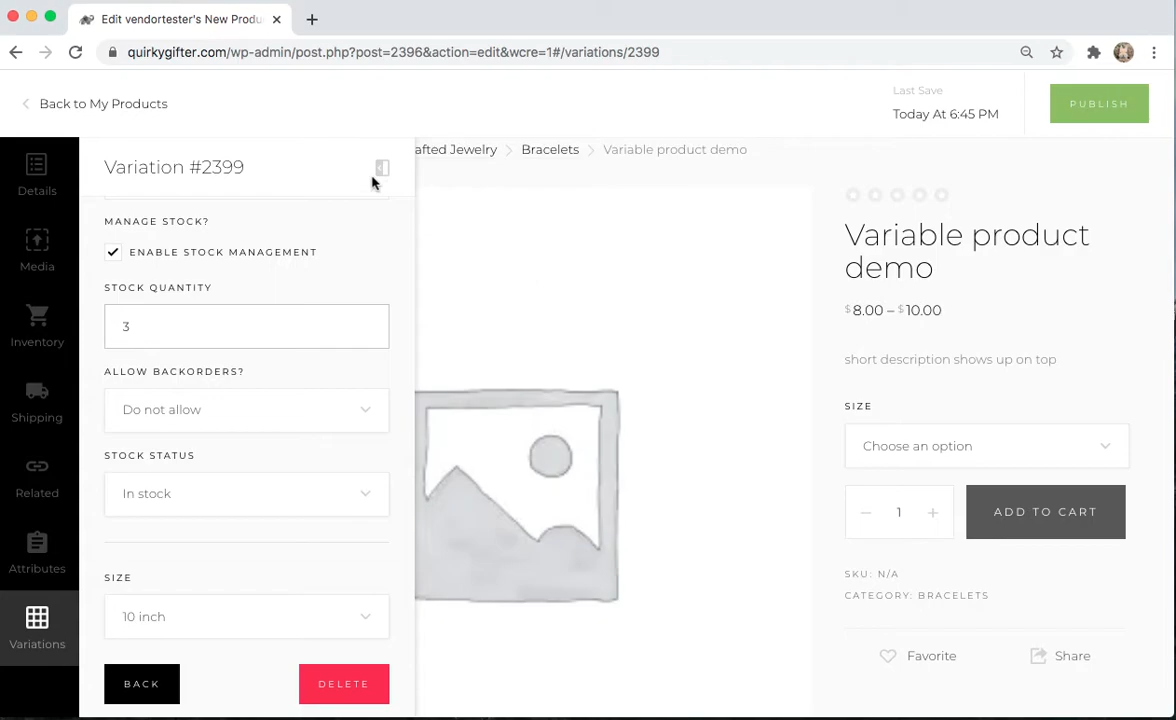 Edit vendortester's New Produ
quirkygifter.com/wp-admin/post.php?post=2396&action=edit&wcre=1#/variations/2399
Back to My Products
Last Save
Today At 6:45 PM
PUBLISH
Details
Media
Inventory
Shipping
Related
Attributes
Variations
Variation #2399
MANAGE STOCK?
ENABLE STOCK MANAGEMENT
STOCK QUANTITY
3
ALLOW BACKORDERS?
Do not allow
STOCK STATUS
In stock
SIZE
10 inch
BACK
DELETE
afted Jewelry
Bracelets
Variable product demo
Variable product
demo
$8.00 – $10.00
short description shows up on top
SIZE
Choose an option
1
ADD TO CART
SKU: N/A
CATEGORY: BRACELETS
Favorite
Share